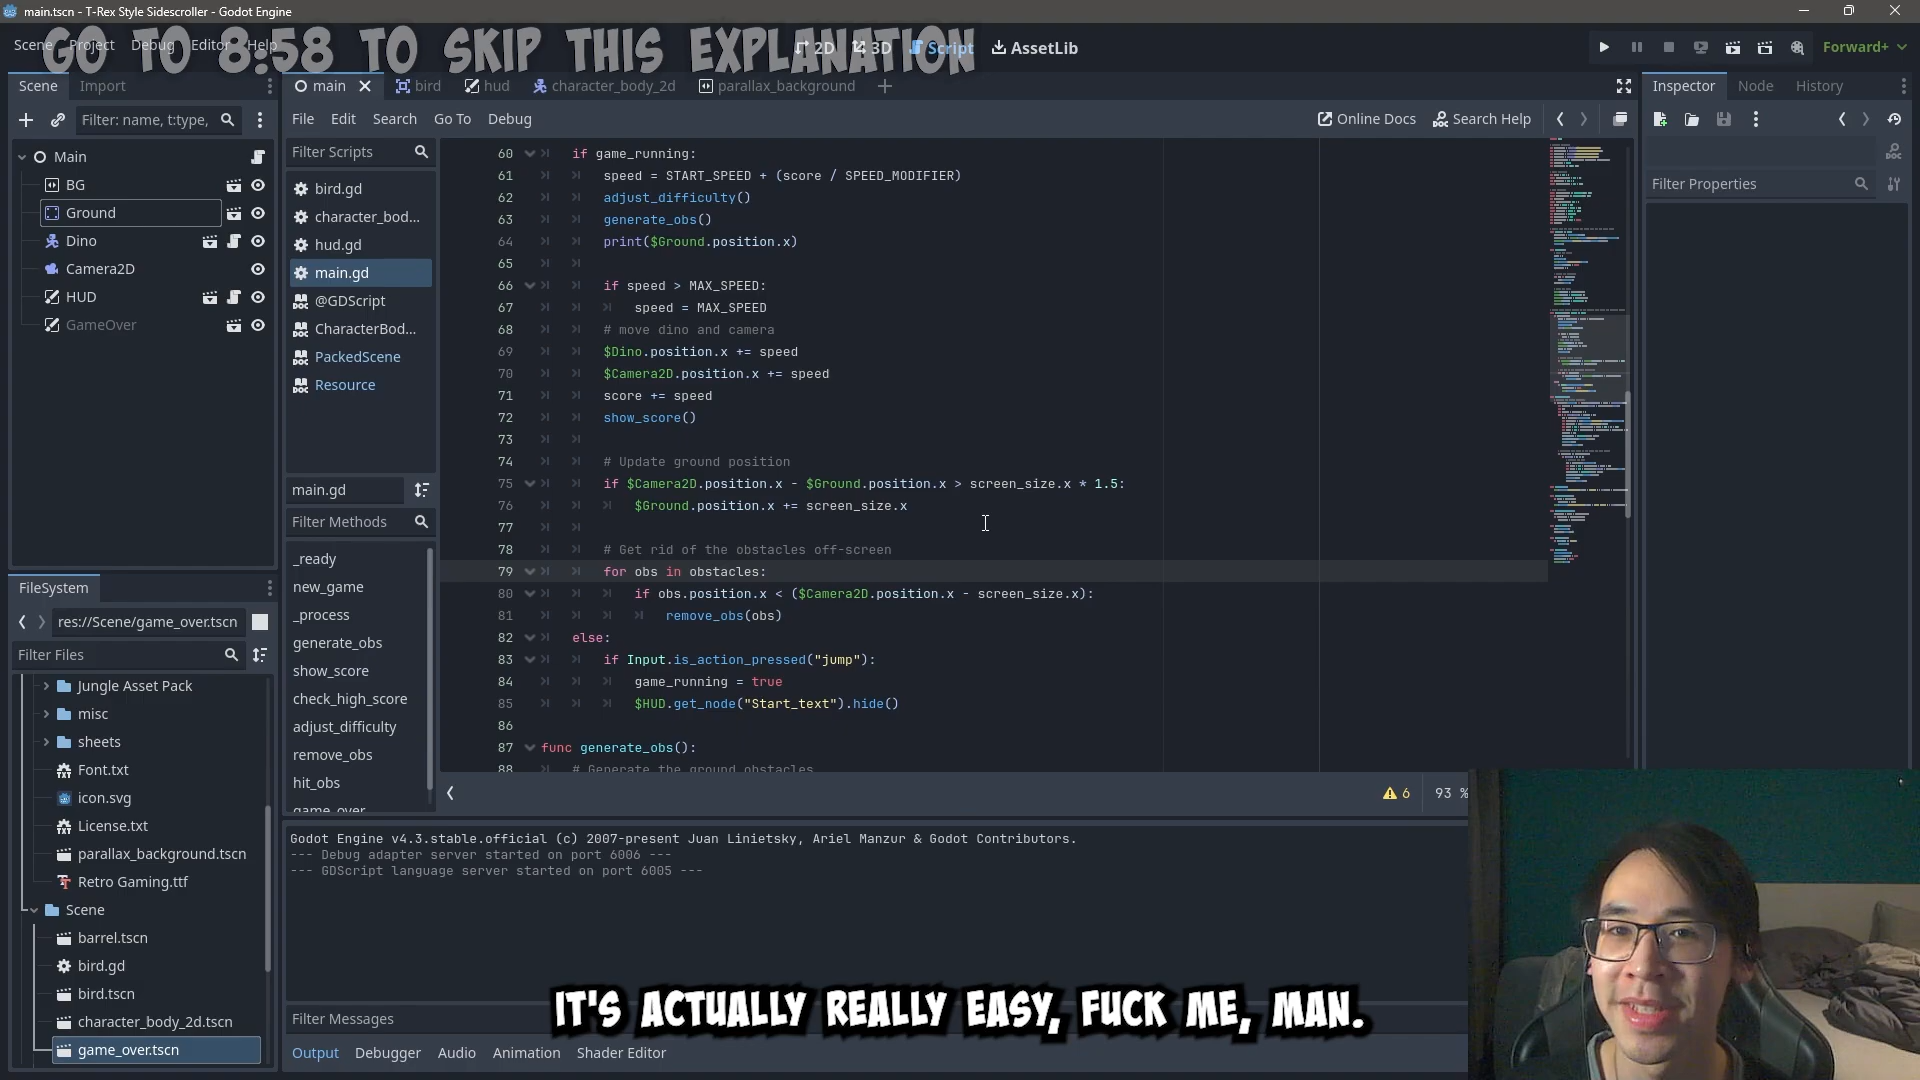 main.tscn - T-Rex Style Sidescroller - Godot Engine
GO TO 8:58 TO SKIP THIS EXPLANATION
Scene Project Debug Editor Help
2D 3D Script AssetLib
Forward+
Scene Import
main bird hud character_body_2d parallax_background
Inspector Node History
Filter: name, t:type,
File Edit Search Go To Debug
Online Docs Search Help
Main
BG
Ground
Dino
Camera2D
HUD
GameOver
Filter Scripts
bird.gd
character_bod...
hud.gd
main.gd
@GDScript
CharacterBod...
PackedScene
Resource
main.gd
Filter Methods
_ready
new_game
_process
generate_obs
show_score
check_high_score
adjust_difficulty
remove_obs
hit_obs
game_over
60 if game_running:
61 speed = START_SPEED + (score / SPEED_MODIFIER)
62 adjust_difficulty()
63 generate_obs()
64 print($Ground.position.x)
65
66 if speed > MAX_SPEED:
67 speed = MAX_SPEED
68 # move dino and camera
69 $Dino.position.x += speed
70 $Camera2D.position.x += speed
71 score += speed
72 show_score()
73
74 # Update ground position
75 if $Camera2D.position.x - $Ground.position.x > screen_size.x * 1.5:
76 $Ground.position.x += screen_size.x
77
78 # Get rid of the obstacles off-screen
79 for obs in obstacles:
80 if obs.position.x < ($Camera2D.position.x - screen_size.x):
81 remove_obs(obs)
82 else:
83 if Input.is_action_pressed("jump"):
84 game_running = true
85 $HUD.get_node("Start_text").hide()
86
87 func generate_obs():
88 # Generate the ground obstacles
6 93 %
Filter Properties
FileSystem
res://Scene/game_over.tscn
Filter Files
Jungle Asset Pack
misc
sheets
Font.txt
icon.svg
License.txt
parallax_background.tscn
Retro Gaming.ttf
Scene
barrel.tscn
bird.gd
bird.tscn
character_body_2d.tscn
game_over.tscn
Godot Engine v4.3.stable.official (c) 2007-present Juan Linietsky, Ariel Manzur & Godot Contributors.
--- Debug adapter server started on port 6006 ---
--- GDScript language server started on port 6005 ---
IT'S ACTUALLY REALLY EASY, FUCK ME, MAN.
Filter Messages
Output Debugger Audio Animation Shader Editor